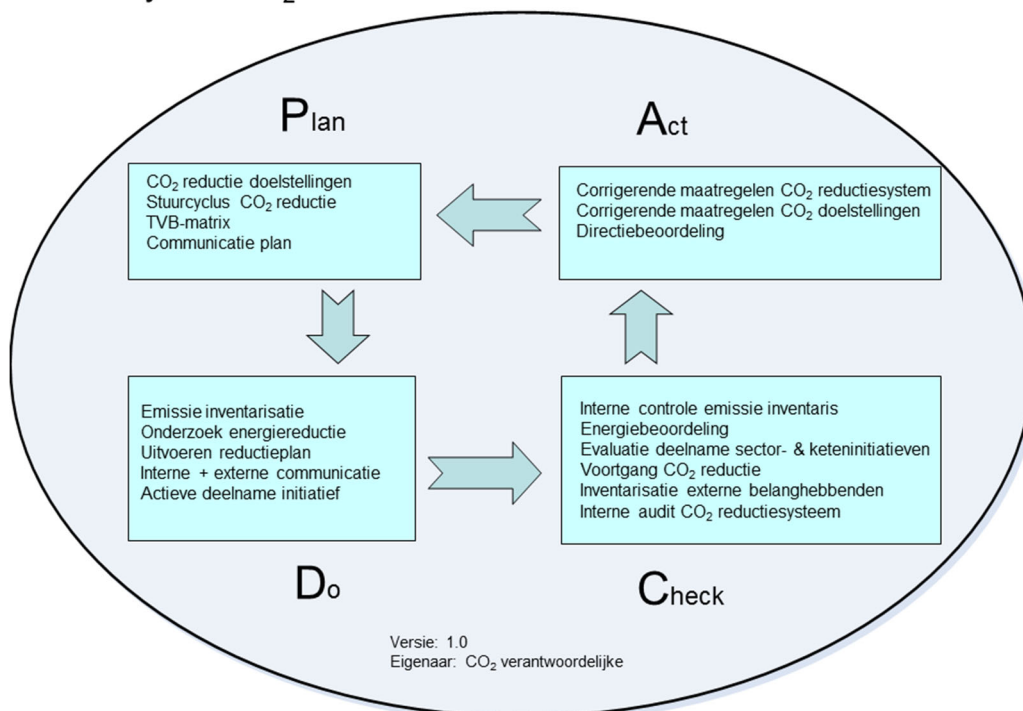 Plan
CO₂ reductie doelstellingen
Stuurcyclus CO₂ reductie
TVB-matrix
Communicatie plan
Act
Corrigerende maatregelen CO₂ reductiesystem
Corrigerende maatregelen CO₂ doelstellingen
Directiebeoordeling
Emissie inventarisatie
Onderzoek energiereductie
Uitvoeren reductieplan
Interne + externe communicatie
Actieve deelname initiatief
Do
Interne controle emissie inventaris
Energiebeoordeling
Evaluatie deelname sector- & keteninitiatieven
Voortgang CO₂ reductie
Inventarisatie externe belanghebbenden
Interne audit CO₂ reductiesysteem
Check
Versie: 1.0
Eigenaar: CO₂ verantwoordelijke